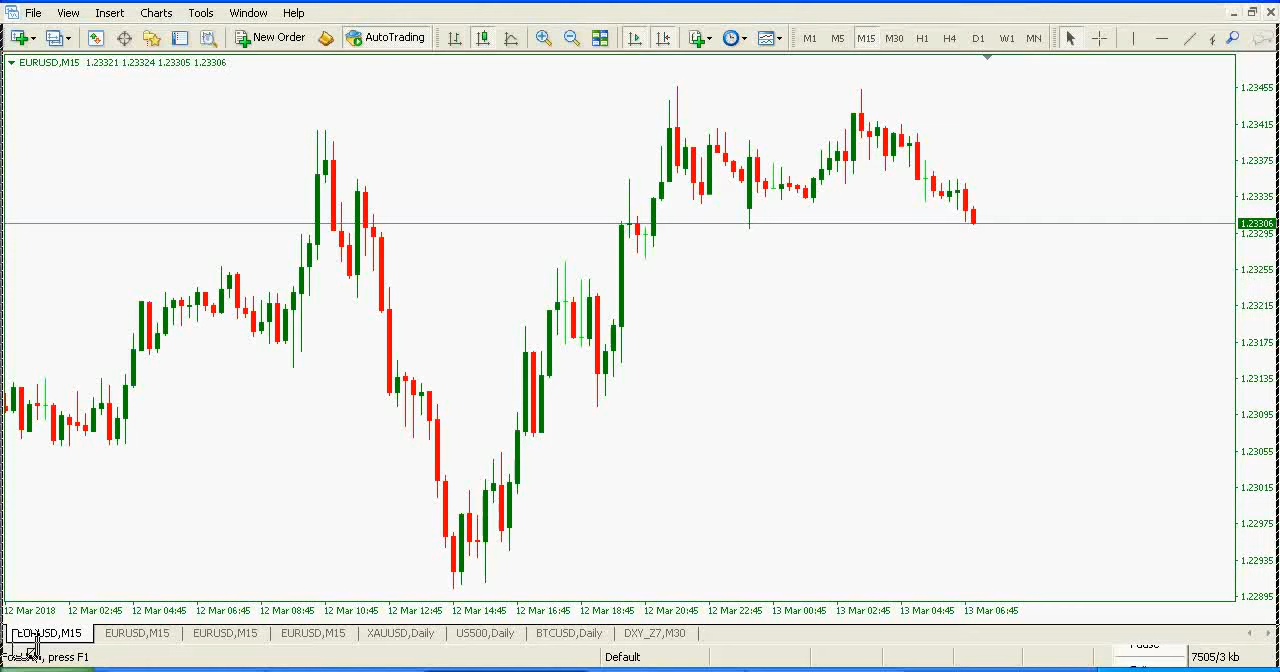 File View Insert Charts Tools Window Help
New Order AutoTrading M1 M5 M15 M30 H1 H4 D1 W1 MN
EURUSD,M15 1.23321 1.23324 1.23305 1.23306
1.23455
1.23415
1.23375
1.23335
1.23306
1.23295
1.23255
1.23215
1.23175
1.23135
1.23095
1.23055
1.23015
1.22975
1.22935
1.22895
12 Mar 2018 12 Mar 02:45 12 Mar 04:45 12 Mar 06:45 12 Mar 08:45 12 Mar 10:45 12 Mar 12:45 12 Mar 14:45 12 Mar 16:45 12 Mar 18:45 12 Mar 20:45 12 Mar 22:45 13 Mar 00:45 13 Mar 02:45 13 Mar 04:45 13 Mar 06:45
EURUSD,M15 EURUSD,M15 EURUSD,M15 XAUUSD,Daily US500,Daily BTCUSD,Daily DXY_Z7,M30
press F1 Default 7505/3 kb